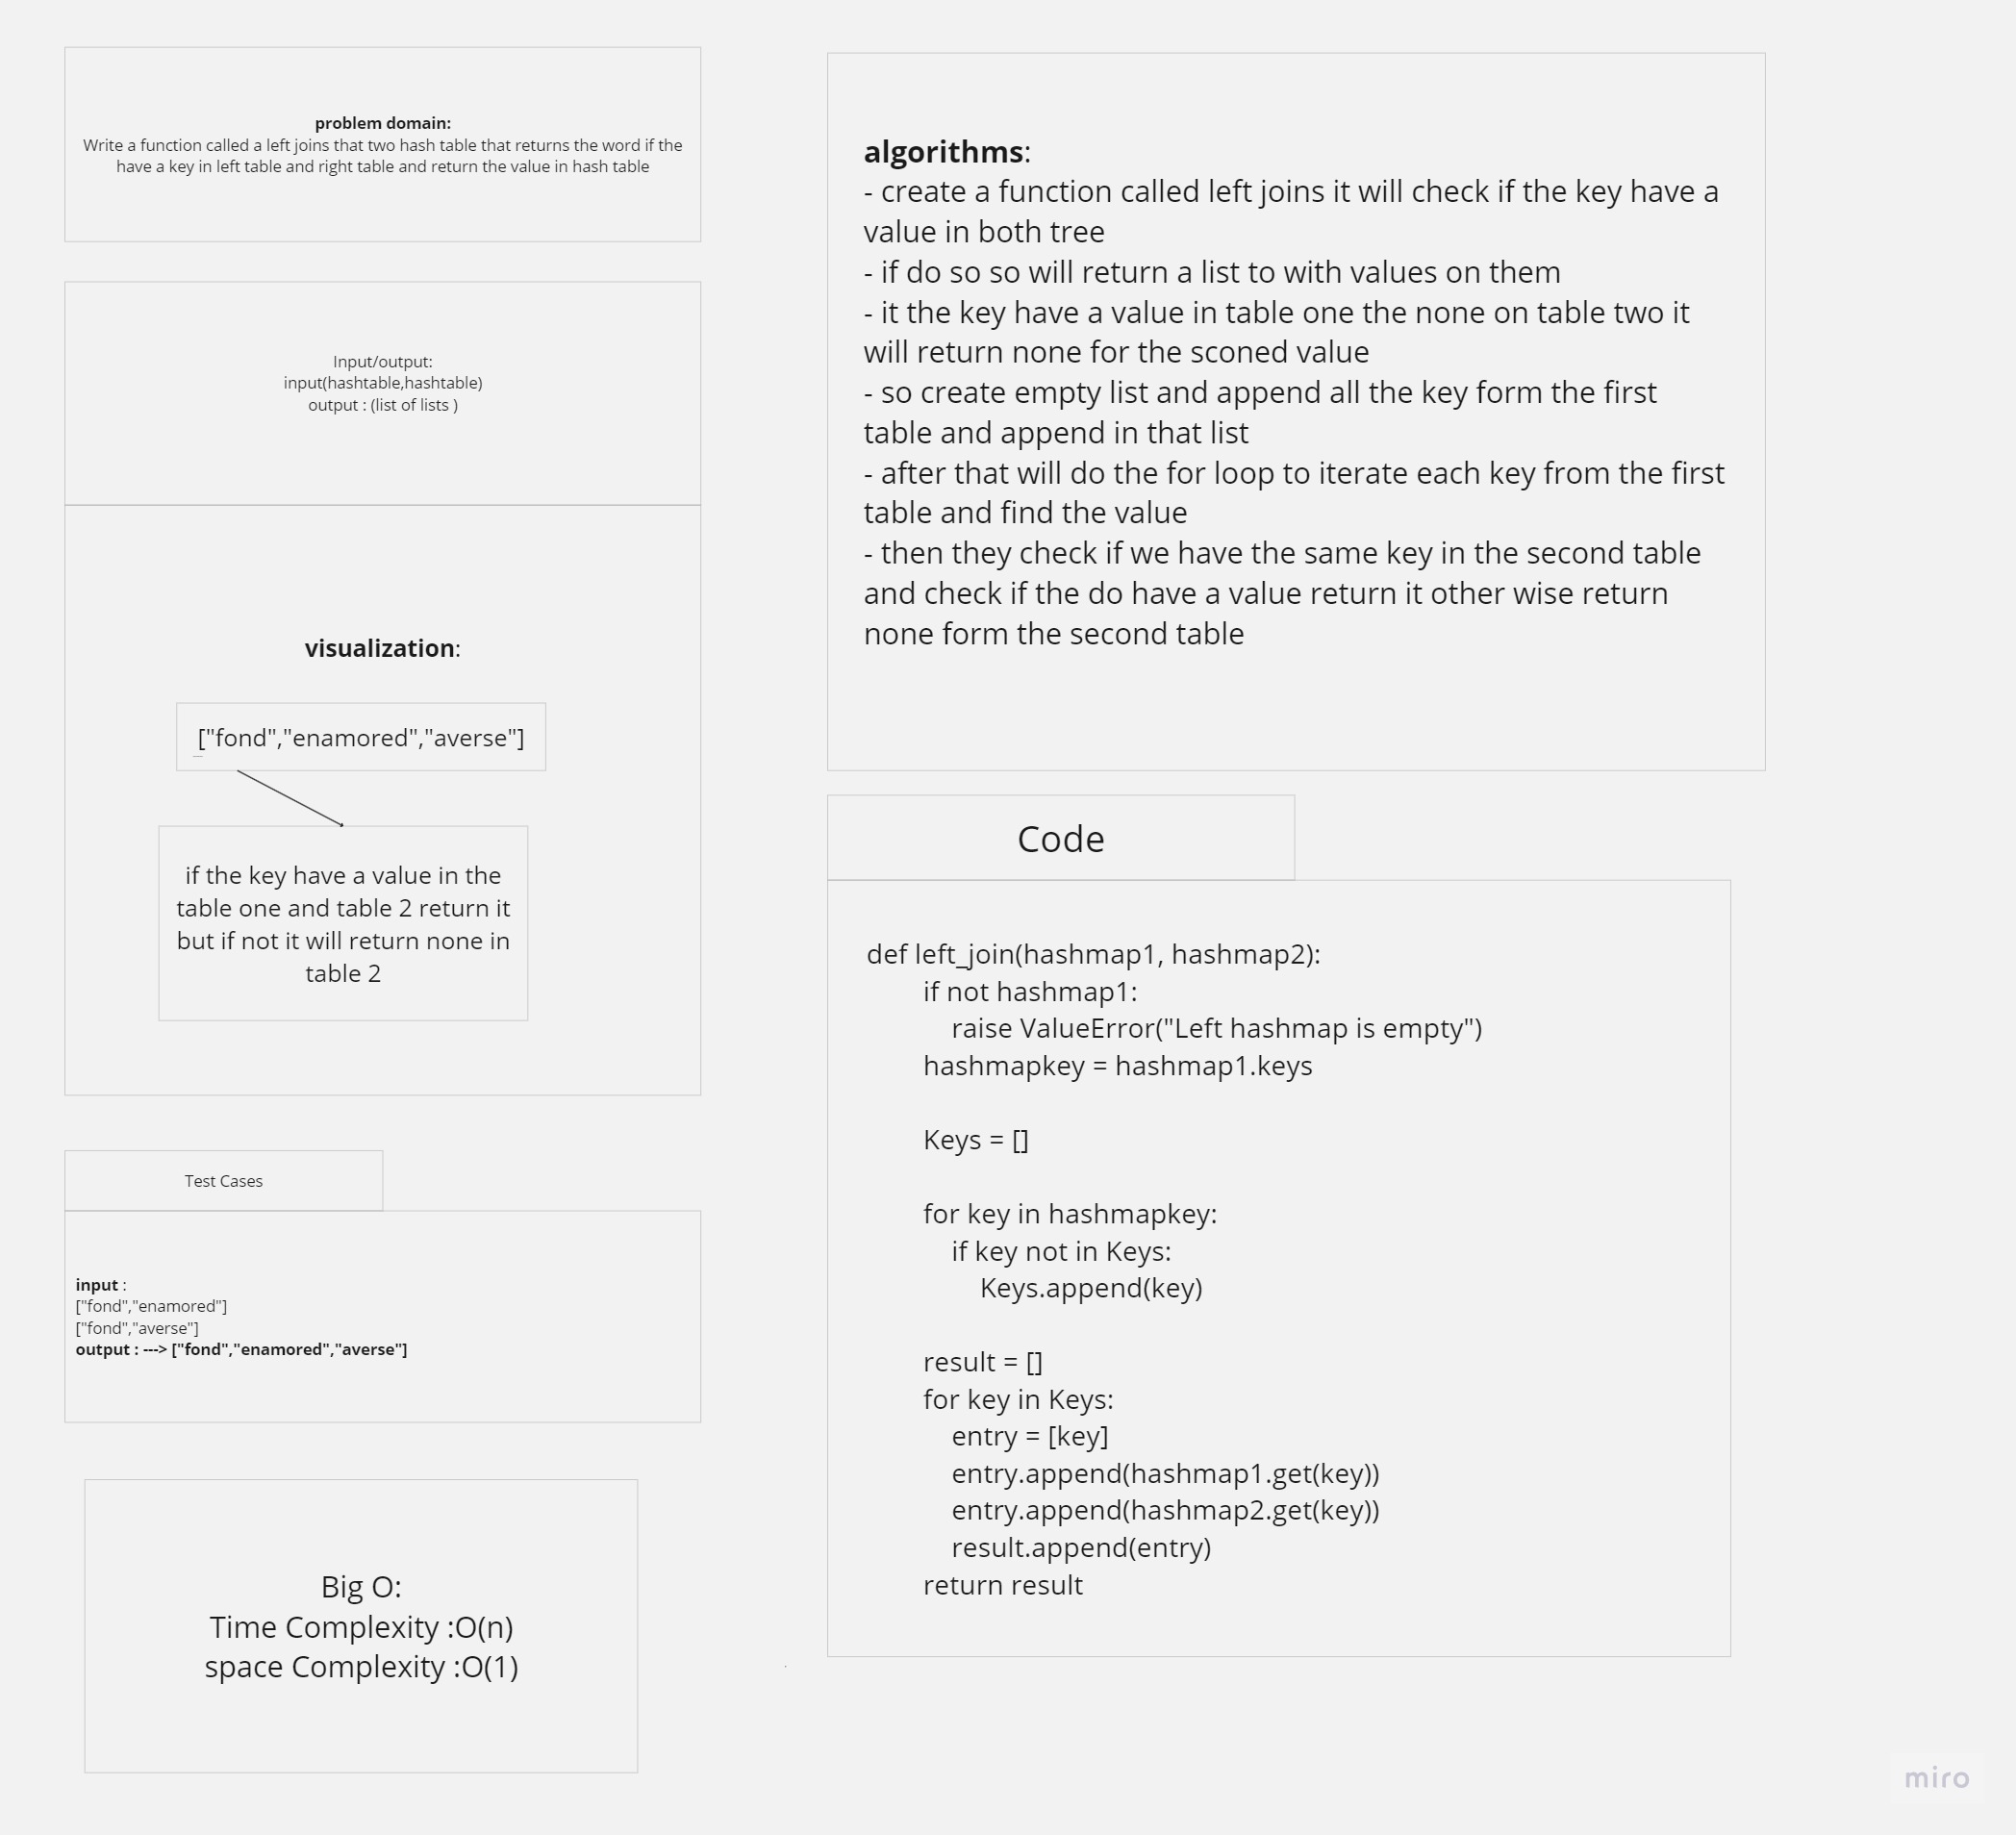 problem domain:
Write a function called a left joins that two hash table that returns the word if the
have a key in left table and right table and return the value in hash table
Input/output:
input(hashtable,hashtable)
output : (list of lists )
visualization:
["fond","enamored","averse"]
if the key have a value in the
table one and table 2 return it
but if not it will return none in
table 2
Test Cases
input :
["fond","enamored"]
["fond","averse"]
output : ---> ["fond","enamored","averse"]
Big O:
Time Complexity :O(n)
space Complexity :O(1)
algorithms:
- create a function called left joins it will check if the key have a
value in both tree
- if do so so will return a list to with values on them
- it the key have a value in table one the none on table two it
will return none for the sconed value
- so create empty list and append all the key form the first
table and append in that list
- after that will do the for loop to iterate each key from the first
table and find the value
- then they check if we have the same key in the second table
and check if the do have a value return it other wise return
none form the second table
Code
def left_join(hashmap1, hashmap2):
if not hashmap1:
raise ValueError("Left hashmap is empty")
hashmapkey = hashmap1.keys
Keys = []
for key in hashmapkey:
if key not in Keys:
Keys.append(key)
result = []
for key in Keys:
entry = [key]
entry.append(hashmap1.get(key))
entry.append(hashmap2.get(key))
result.append(entry)
return result
miro